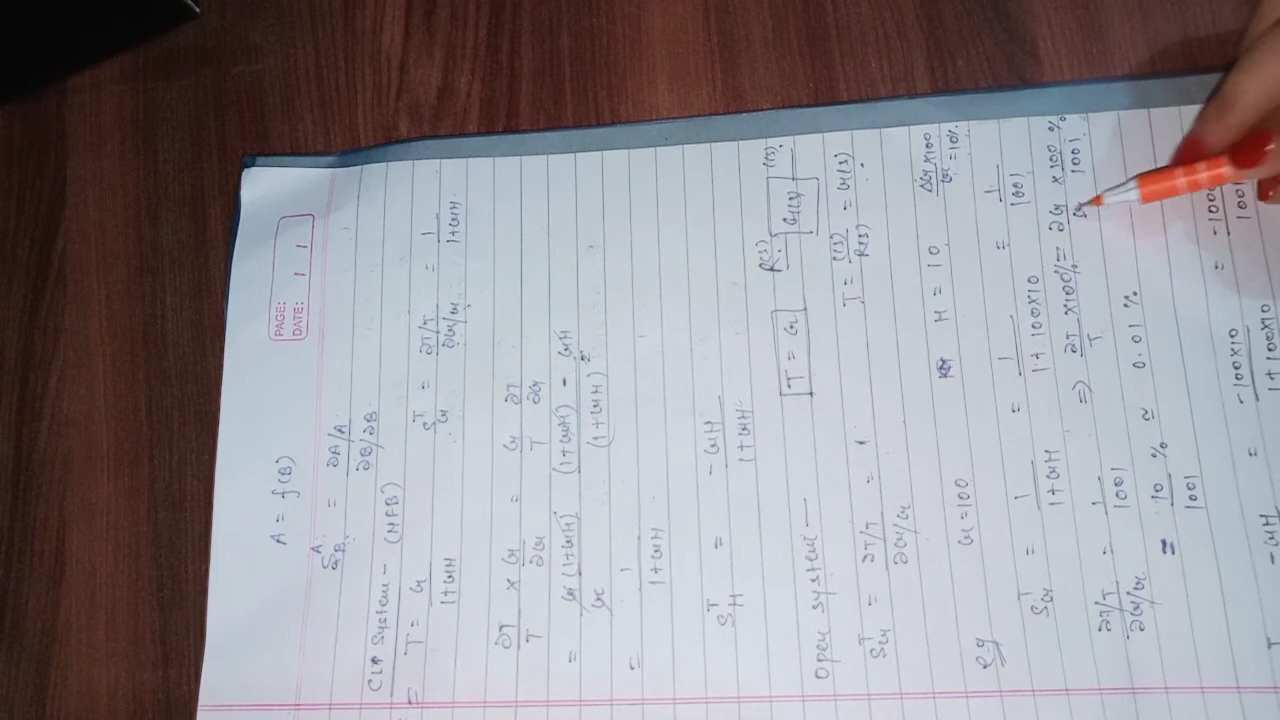 PAGE:
DATE: / /
A = f(B)
S^A_B = ∂A/A / ∂B/∂B
CLP System - (NFB)
= T = G / 1+GH S^T_G = ∂T/T / ∂G/G = 1 / 1+GH
∂T/T × G/∂G = G/T ∂T/∂G
= G(1+GH)/G (1+GH) - GH / (1+GH)²
= 1 / 1+GH
S^T_H = -GH / 1+GH
Open system - T = G R(s) G(s) C(s)
S^T_G = ∂T/T / ∂G/G = 1 T = C(s)/R(s) = G(s)
e.g G=100 H = 10 ΔG×100/G = 10%
S^T_G = 1 / 1+GH = 1 / 1+100×10 = 1 / 1001
∂T/T / ∂G/G = 1 / 1001 ⇒ ∂T/T ×100% = ∂G/G × 100% / 1001
= 10/1001 % ≃ 0.01 %
-GH = -100×10 / 1+100×10 = -1000 / 1001